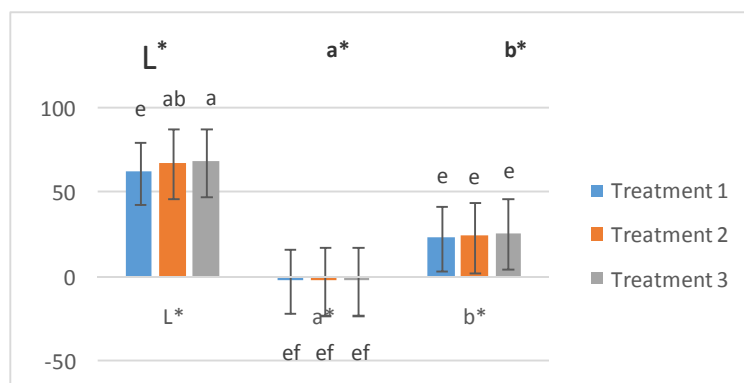 L* a* b*
100
e ab a
50
e e e
0
L* a* b*
ef ef ef
-50
Treatment 1
Treatment 2
Treatment 3